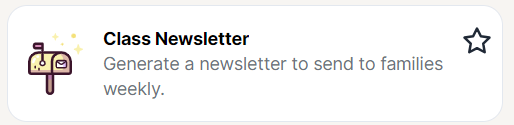 Class Newsletter
Generate a newsletter to send to families
weekly.